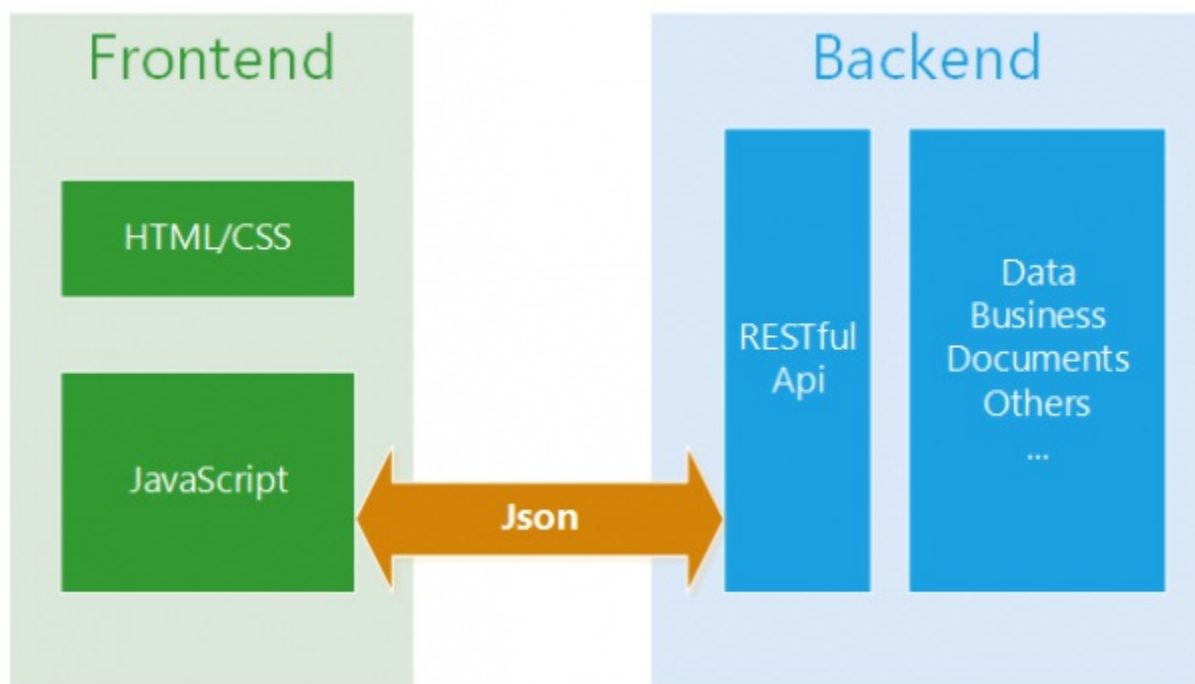 Frontend
HTML/CSS
JavaScript
Json
Backend
RESTful
Api
Data
Business
Documents
Others
...